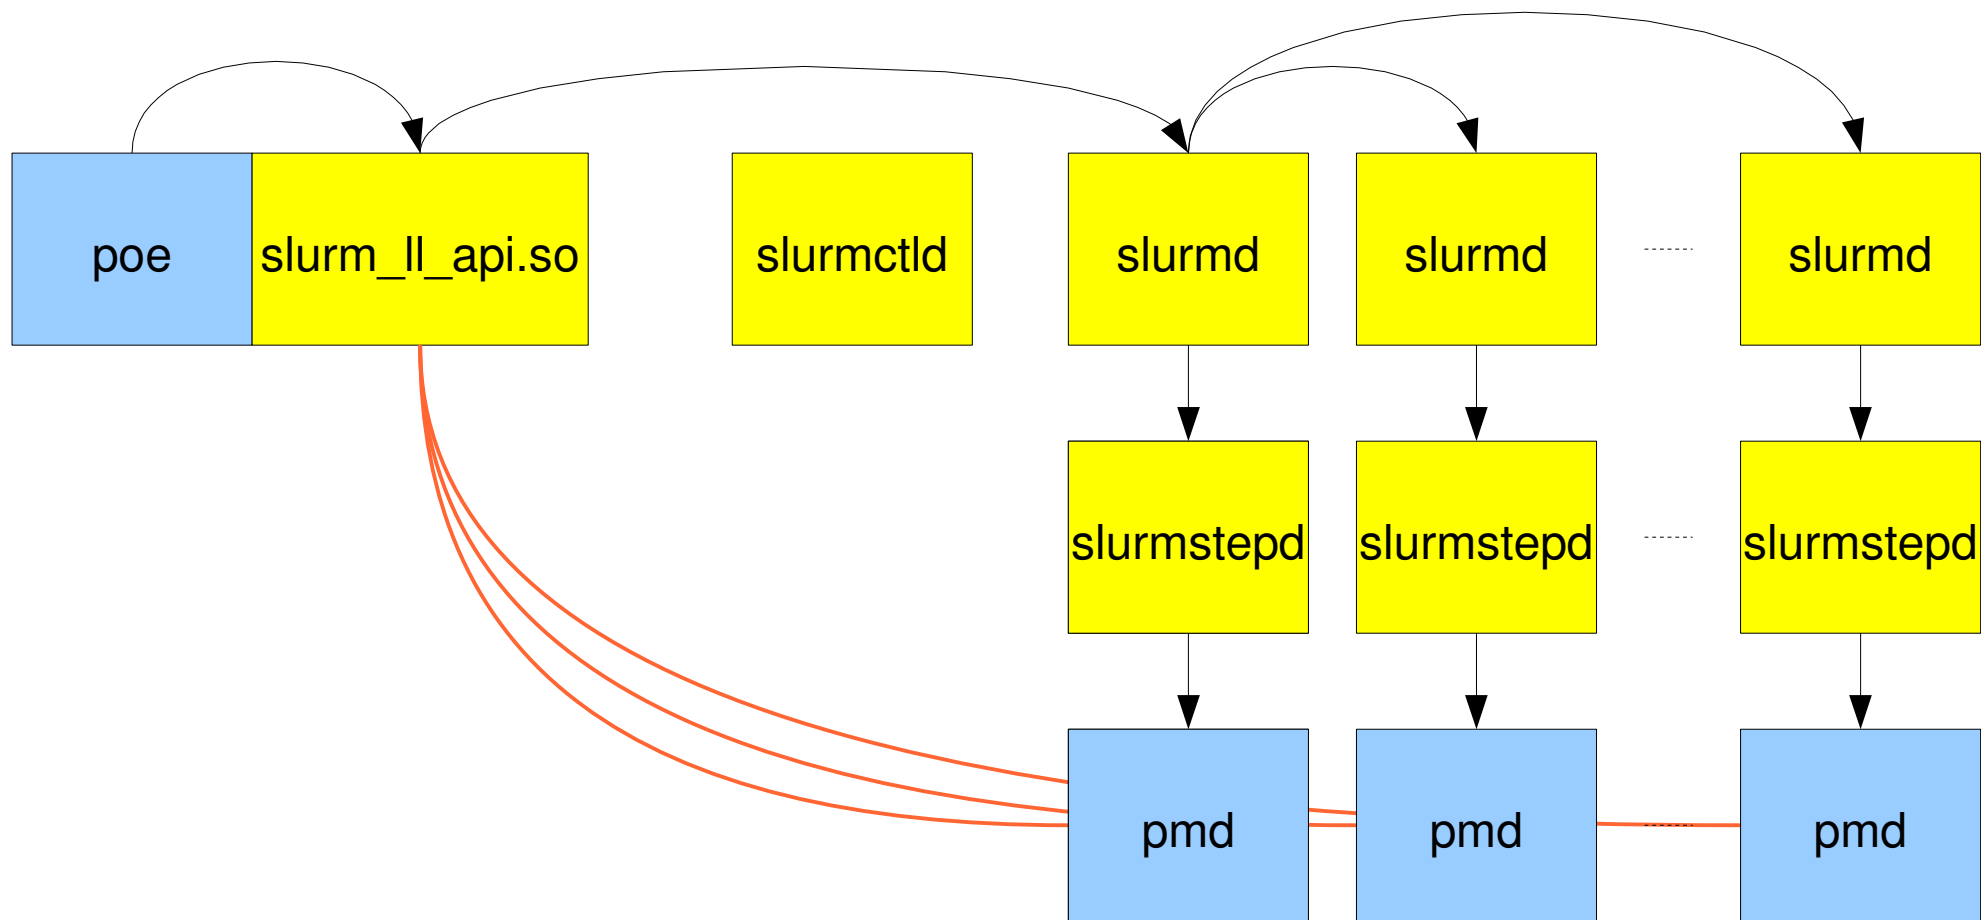 poe
slurm_ll_api.so
slurmctld
slurmd
slurmd
slurmd
slurmstepd
slurmstepd
slurmstepd
pmd
pmd
pmd